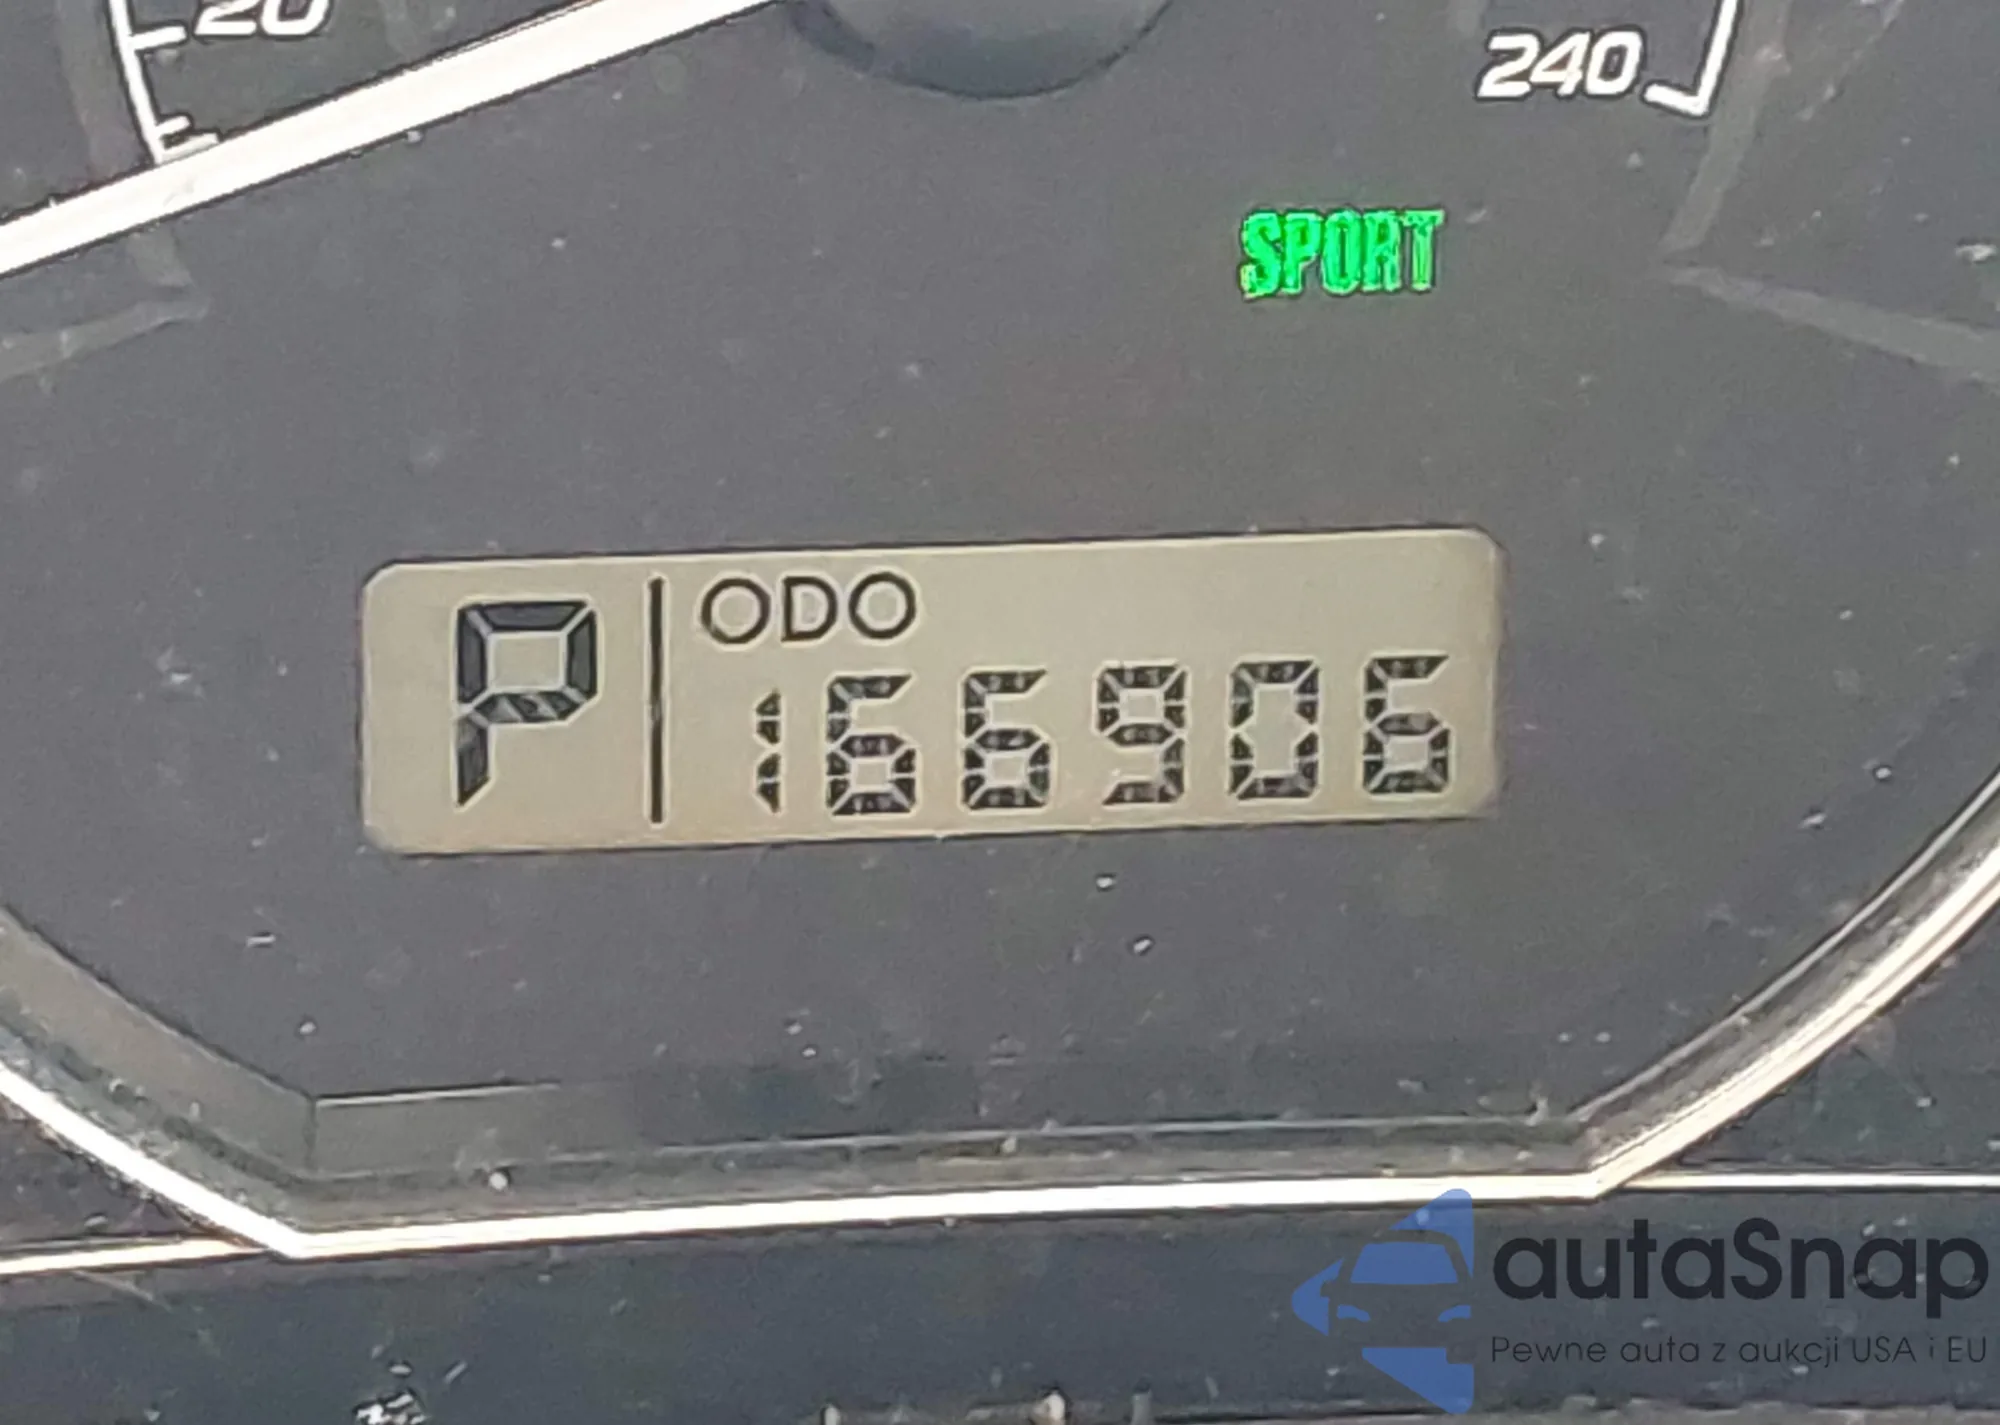 20
240
SPORT
P
ODO
166906
autaSnap
Pewne auta z aukcji USA i EU